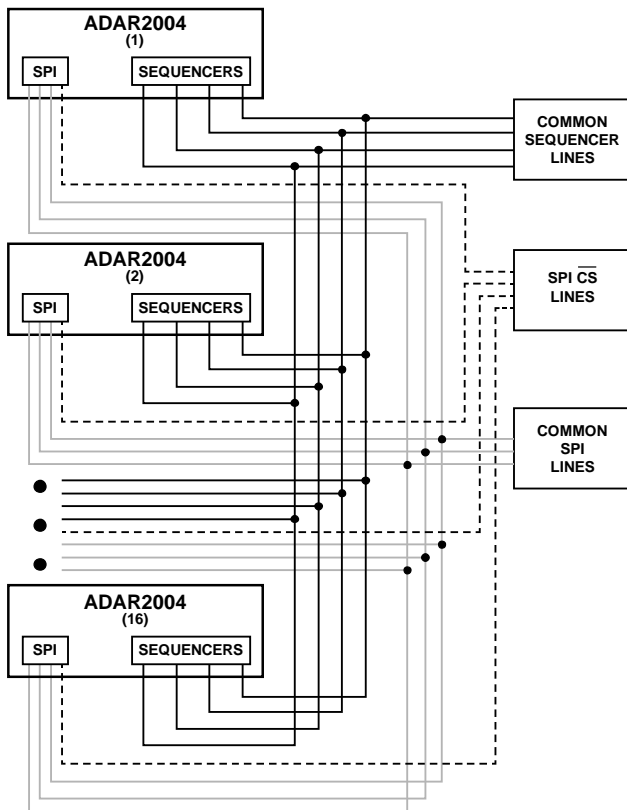 ADAR2004
(1)
SPI
SEQUENCERS
COMMON
SEQUENCER
LINES
ADAR2004
(2)
SPI
SEQUENCERS
SPI C̅S̅
LINES
COMMON
SPI
LINES
ADAR2004
(16)
SPI
SEQUENCERS